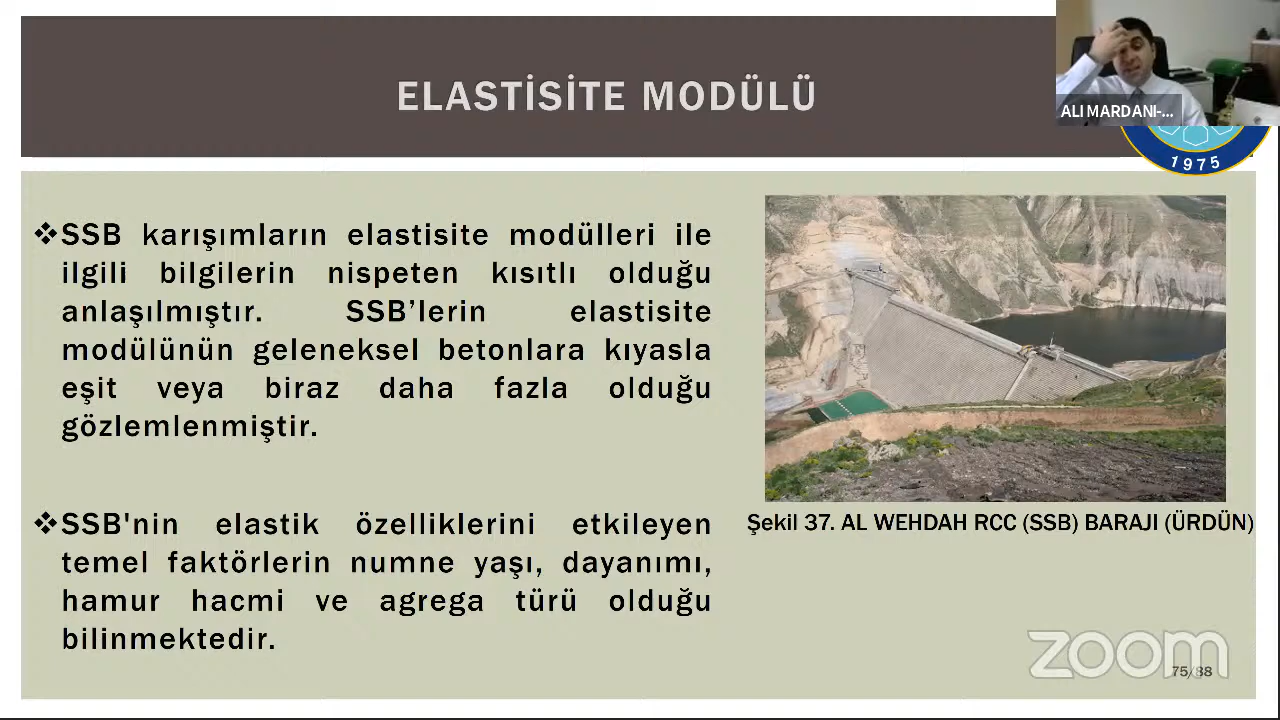 ELASTİSİTE MODÜLÜ
ALI MARDANI-...
1975
❖SSB karışımların elastisite modülleri ile
ilgili bilgilerin nispeten kısıtlı olduğu
anlaşılmıştır. SSB’lerin elastisite
modülünün geleneksel betonlara kıyasla
eşit veya biraz daha fazla olduğu
gözlemlenmiştir.
❖SSB'nin elastik özelliklerini etkileyen
temel faktörlerin numne yaşı, dayanımı,
hamur hacmi ve agrega türü olduğu
bilinmektedir.
Şekil 37. AL WEHDAH RCC (SSB) BARAJI (ÜRDÜN)
zoom
75/88